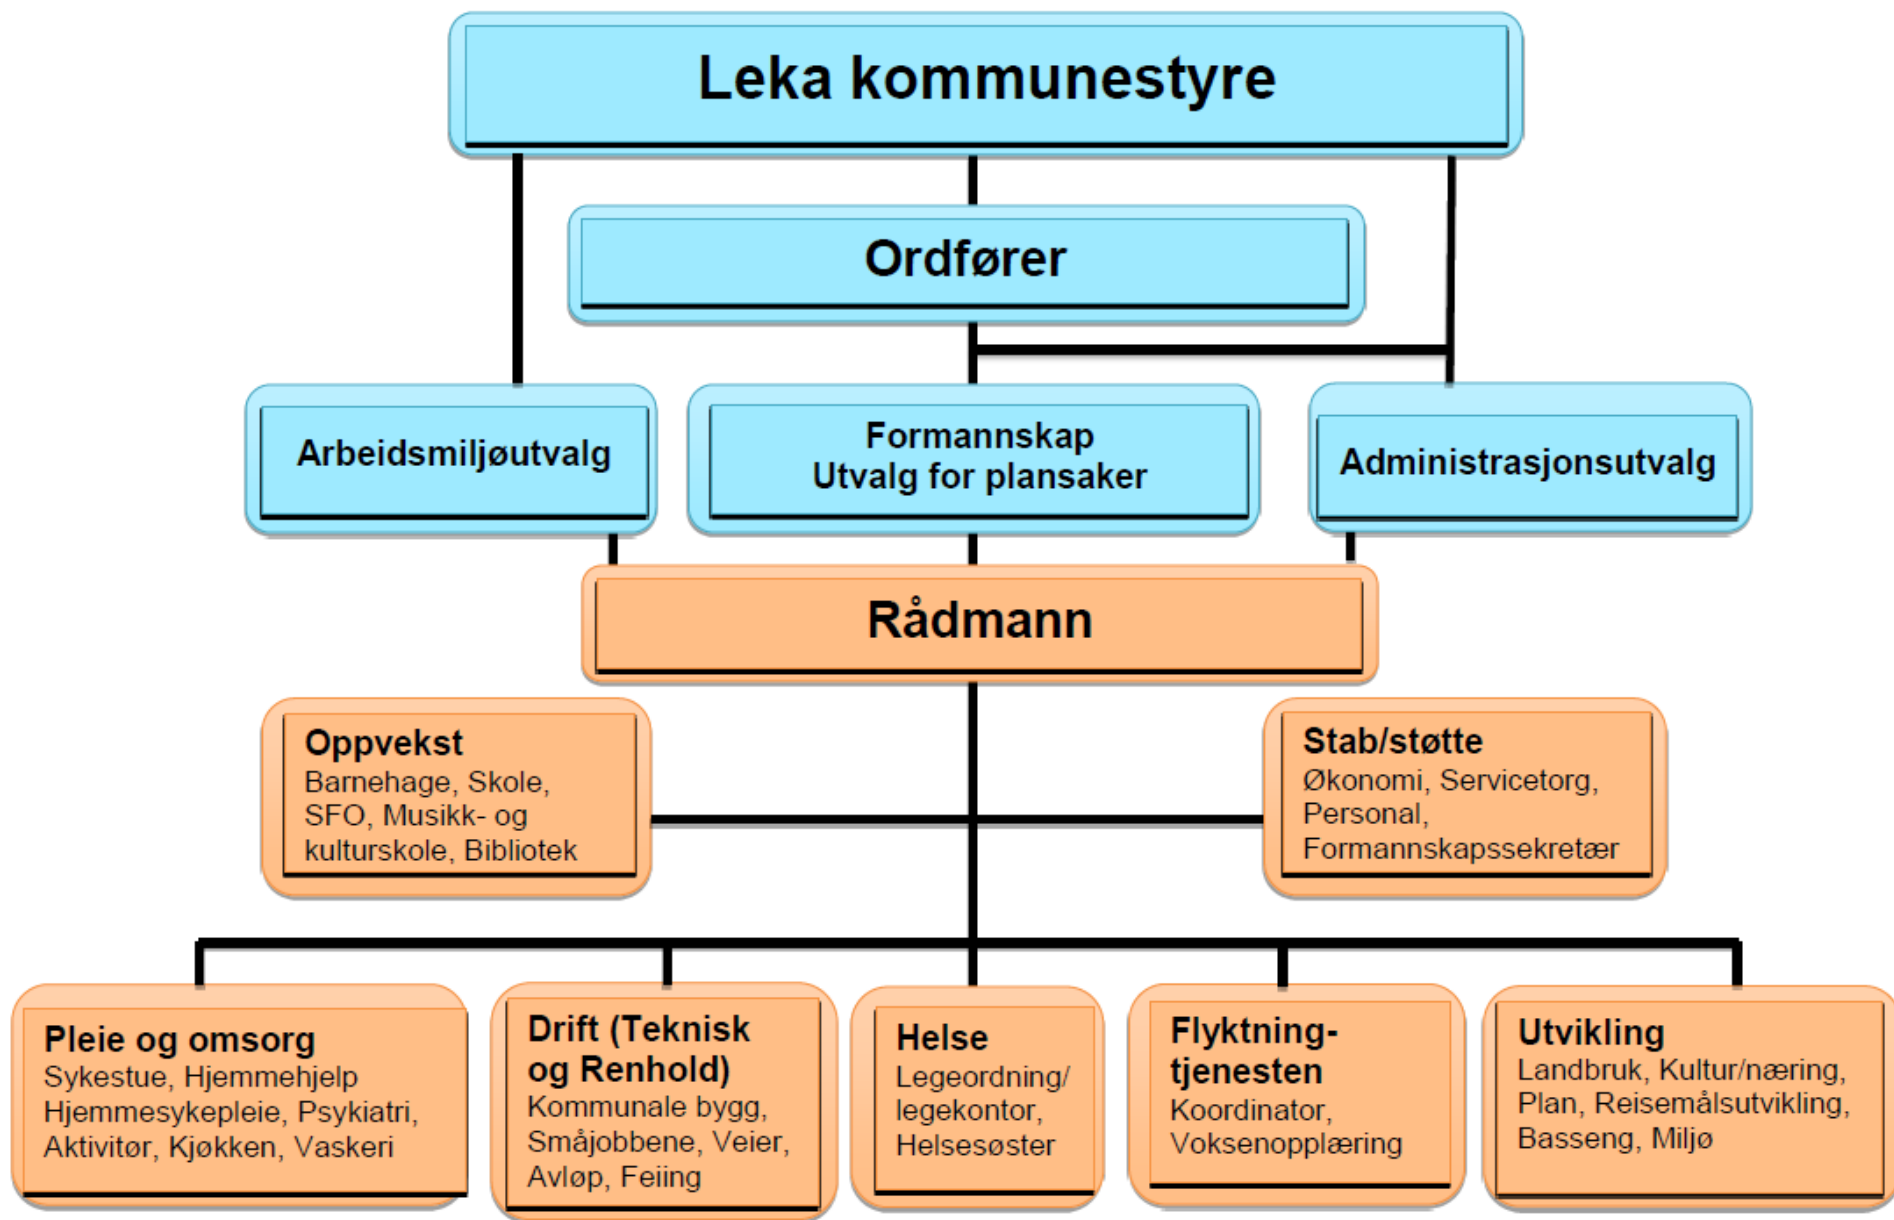 Leka kommunestyre
Ordfører
Arbeidsmiljøutvalg
Formannskap
Utvalg for plansaker
Administrasjonsutvalg
Rådmann
Oppvekst
Barnehage, Skole,
SFO, Musikk- og
kulturskole, Bibliotek
Stab/støtte
Økonomi, Servicetorg,
Personal,
Formannskapssekretær
Pleie og omsorg
Sykestue, Hjemmehjelp
Hjemmesykepleie, Psykiatri,
Aktivitør, Kjøkken, Vaskeri
Drift (Teknisk
og Renhold)
Kommunale bygg,
Småjobbene, Veier,
Avløp, Feiing
Helse
Legeordning/
legekontor,
Helsesøster
Flyktning-
tjenesten
Koordinator,
Voksenopplæring
Utvikling
Landbruk, Kultur/næring,
Plan, Reisemålsutvikling,
Basseng, Miljø